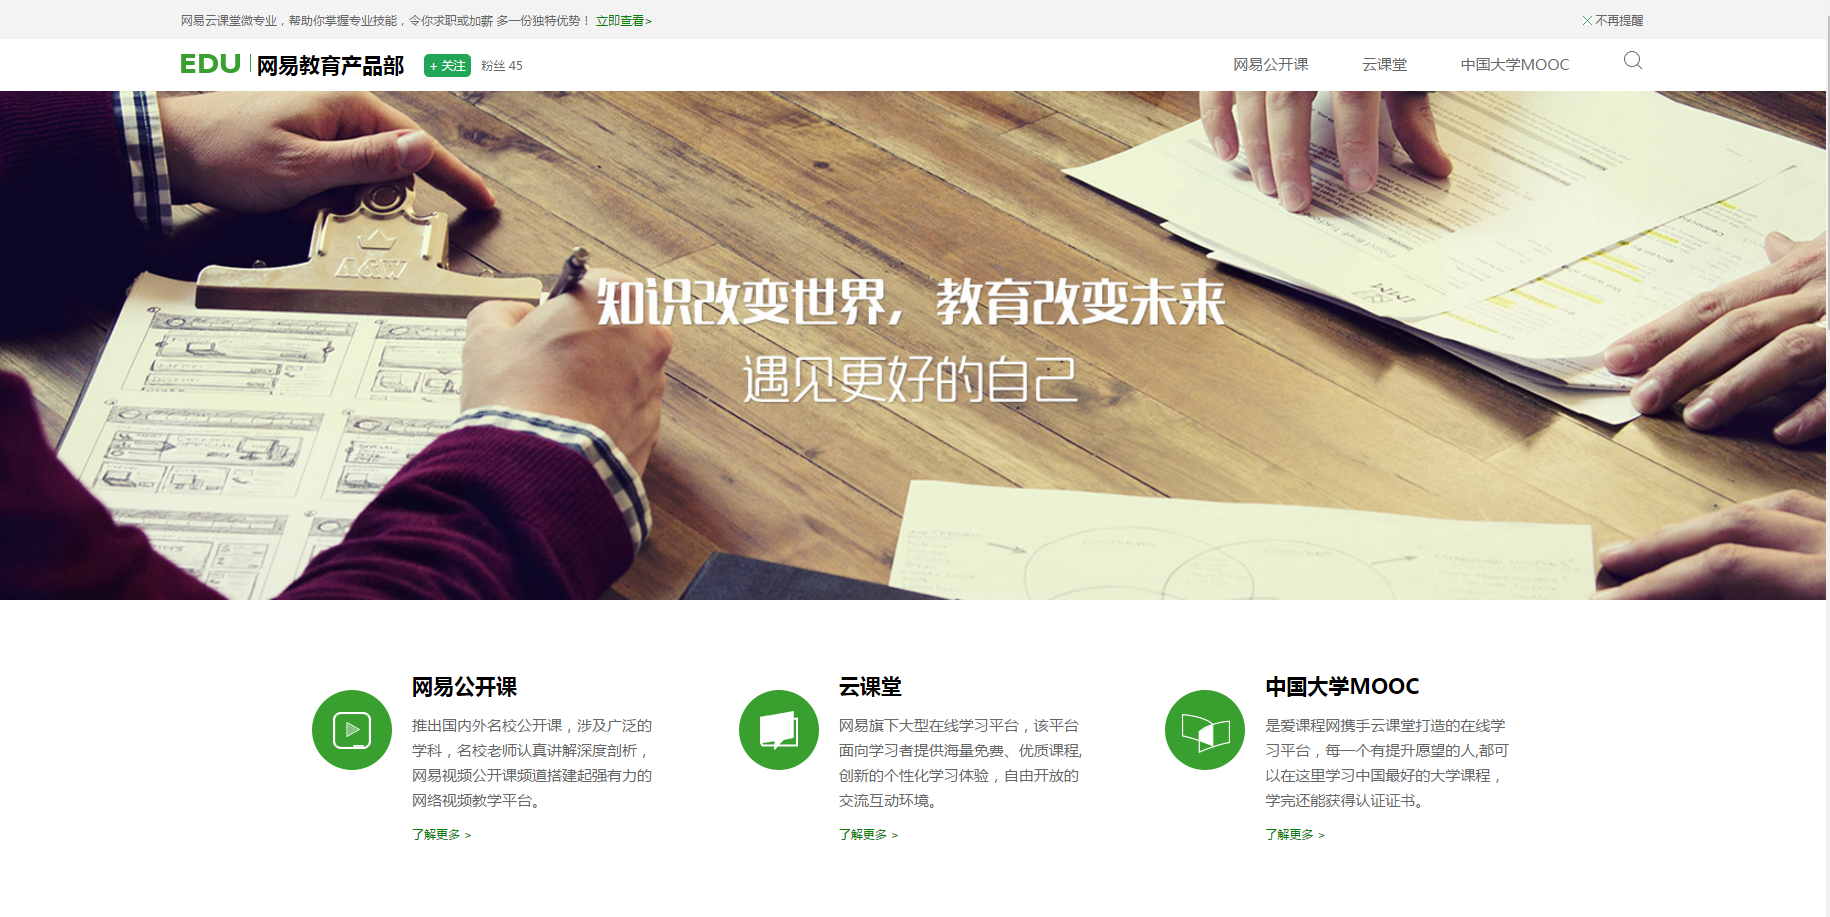 网易云课堂微专业，帮助你掌握专业技能，令你求职或加薪 多一份独特优势！ 立即查看>
不再提醒
EDU 网易教育产品部 + 关注 粉丝 45
网易公开课 云课堂 中国大学MOOC
A&W
知识改变世界，教育改变未来
遇见更好的自己
网易公开课
推出国内外名校公开课，涉及广泛的
学科，名校老师认真讲解深度剖析，
网易视频公开课频道搭建起强有力的
网络视频教学平台。
了解更多 >
云课堂
网易旗下大型在线学习平台，该平台
面向学习者提供海量免费、优质课程,
创新的个性化学习体验，自由开放的
交流互动环境。
了解更多 >
中国大学MOOC
是爱课程网携手云课堂打造的在线学
习平台，每一个有提升愿望的人,都可
以在这里学习中国最好的大学课程，
学完还能获得认证证书。
了解更多 >